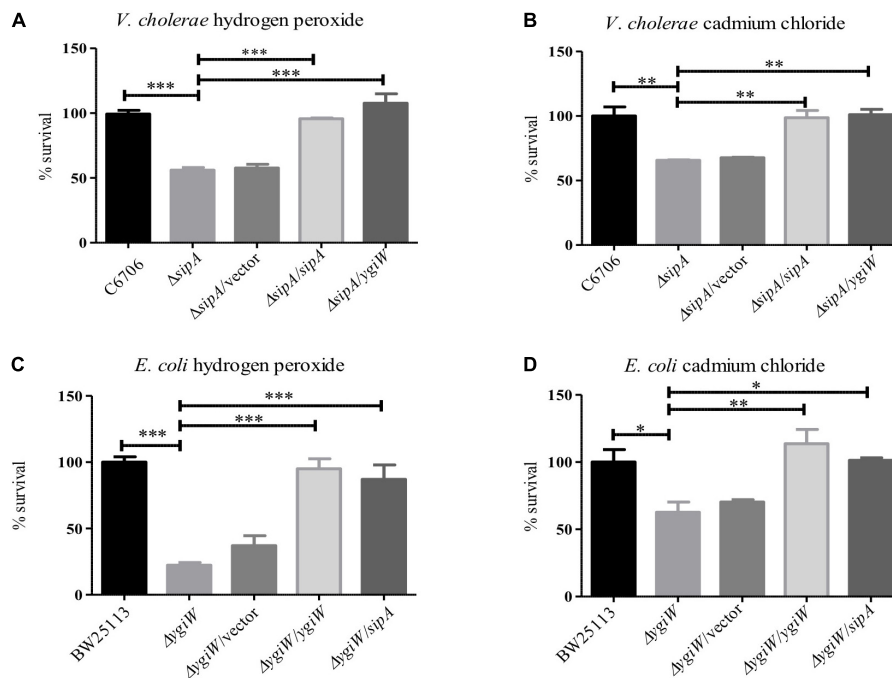 A
V. cholerae hydrogen peroxide
150
100
50
0
% survival
***
***
***
C6706
ΔsipA
ΔsipA/vector
ΔsipA/sipA
ΔsipA/ygiW
B
V. cholerae cadmium chloride
150
100
50
0
% survival
**
**
**
C6706
ΔsipA
ΔsipA/vector
ΔsipA/sipA
ΔsipA/ygiW
C
E. coli hydrogen peroxide
150
100
50
0
% survival
***
***
***
BW25113
ΔygiW
ΔygiW/vector
ΔygiW/ygiW
ΔygiW/sipA
D
E. coli cadmium chloride
150
100
50
0
% survival
*
**
*
BW25113
ΔygiW
ΔygiW/vector
ΔygiW/ygiW
ΔygiW/sipA